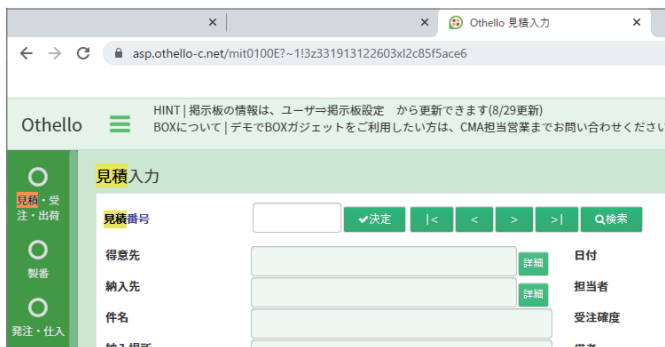 Othello 見積入力
asp.othello-c.net/mit0100E?~1!3z331913122603xl2c85f5ace6
Othello
HINT | 掲示板の情報は、ユーザ⇒掲示板設定 から更新できます(8/29更新)
BOXについて | デモでBOXガジェットをご利用したい方は、CMA担当営業までお問い合わせください
見積・受
注・出荷
製番
発注・仕入
見積入力
見積番号
決定
|<
<
>
>|
検索
得意先
詳細
日付
納入先
詳細
担当者
件名
受注確度